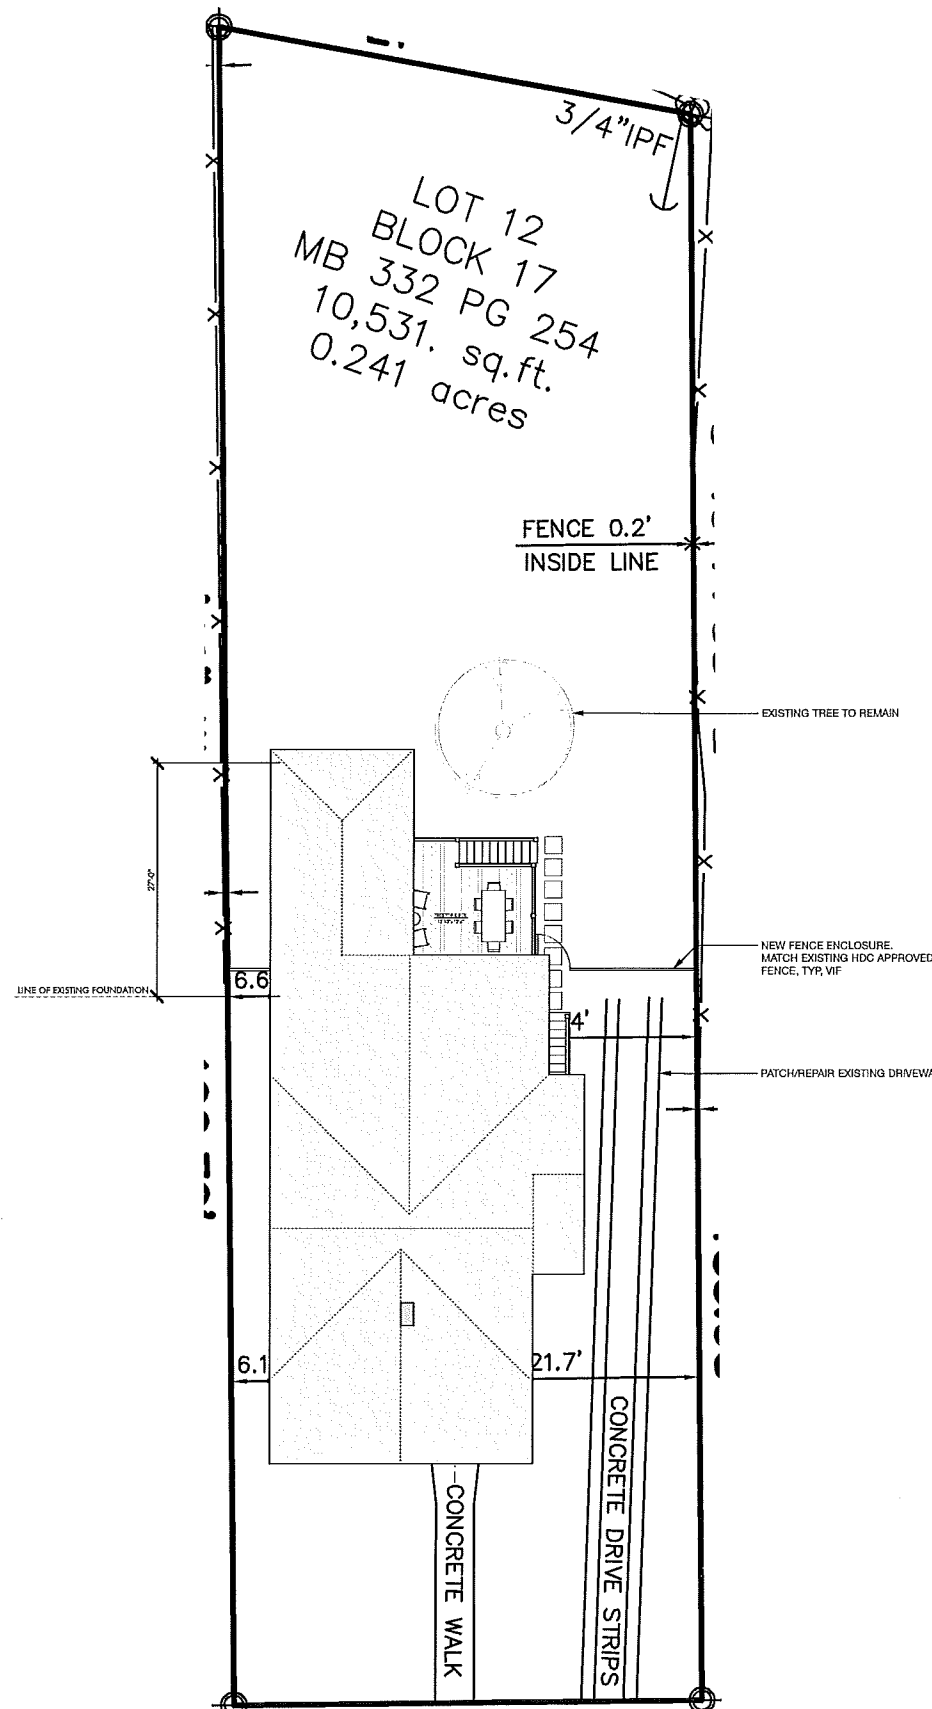 3/4"IPF
LOT 12
BLOCK 17
MB 332 PG 254
10,531. sq.ft.
0.241 acres
FENCE 0.2'
INSIDE LINE
EXISTING TREE TO REMAIN
27'-0"
NEW FENCE ENCLOSURE.
MATCH EXISTING HDC APPROVED
FENCE, TYP, VIF
6.6
LINE OF EXISTING FOUNDATION
4'
PATCH/REPAIR EXISTING DRIVEWA
6.1
21.7'
CONCRETE WALK
CONCRETE DRIVE STRIPS